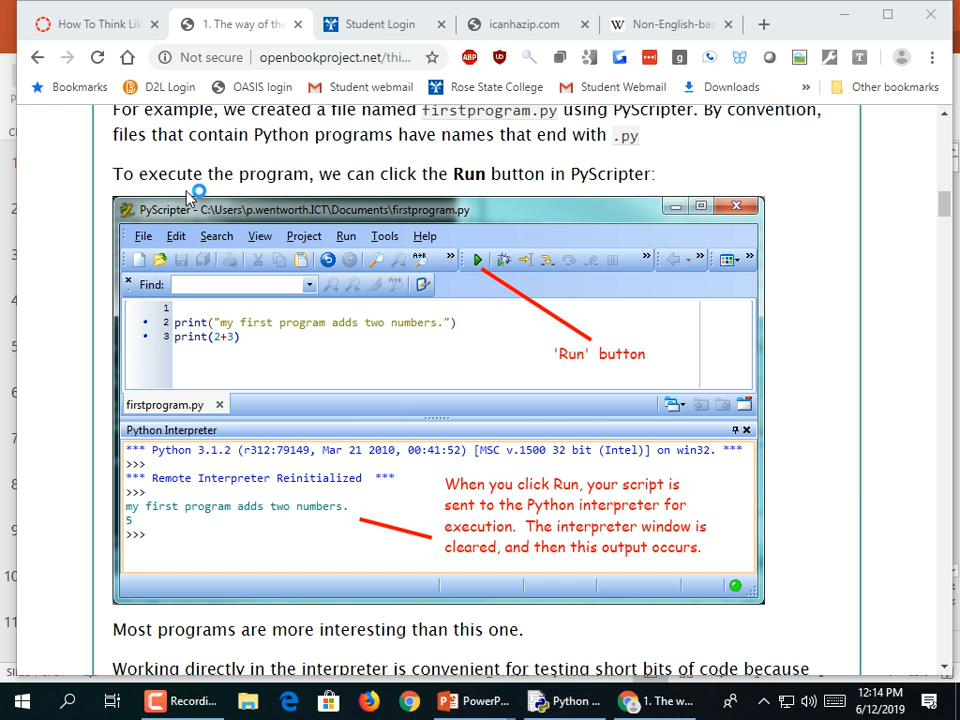 How To Think Lik
1. The way of the
Student Login
icanhazip.com
Non-English-bas
Not secure
openbookproject.net/thi...
Bookmarks
D2L Login
OASIS login
Student webmail
Rose State College
Student Webmail
Downloads
»
Other bookmarks
For example, we created a file named firstprogram.py using PyScripter. By convention,
files that contain Python programs have names that end with .py
To execute the program, we can click the Run button in PyScripter:
PyScripter - C:\Users\p.wentworth.ICT\Documents\firstprogram.py
File Edit Search View Project Run Tools Help
Find:
1
2 print("my first program adds two numbers.")
3 print(2+3)
'Run' button
firstprogram.py
Python Interpreter
*** Python 3.1.2 (r312:79149, Mar 21 2010, 00:41:52) [MSC v.1500 32 bit (Intel)] on win32. ***
>>>
*** Remote Interpreter Reinitialized ***
>>>
my first program adds two numbers.
5
>>>
When you click Run, your script is
sent to the Python interpreter for
execution. The interpreter window is
cleared, and then this output occurs.
Most programs are more interesting than this one.
Working directly in the interpreter is convenient for testing short bits of code because
Recordi...
PowerP...
Python ...
1. The w...
12:14 PM
6/12/2019